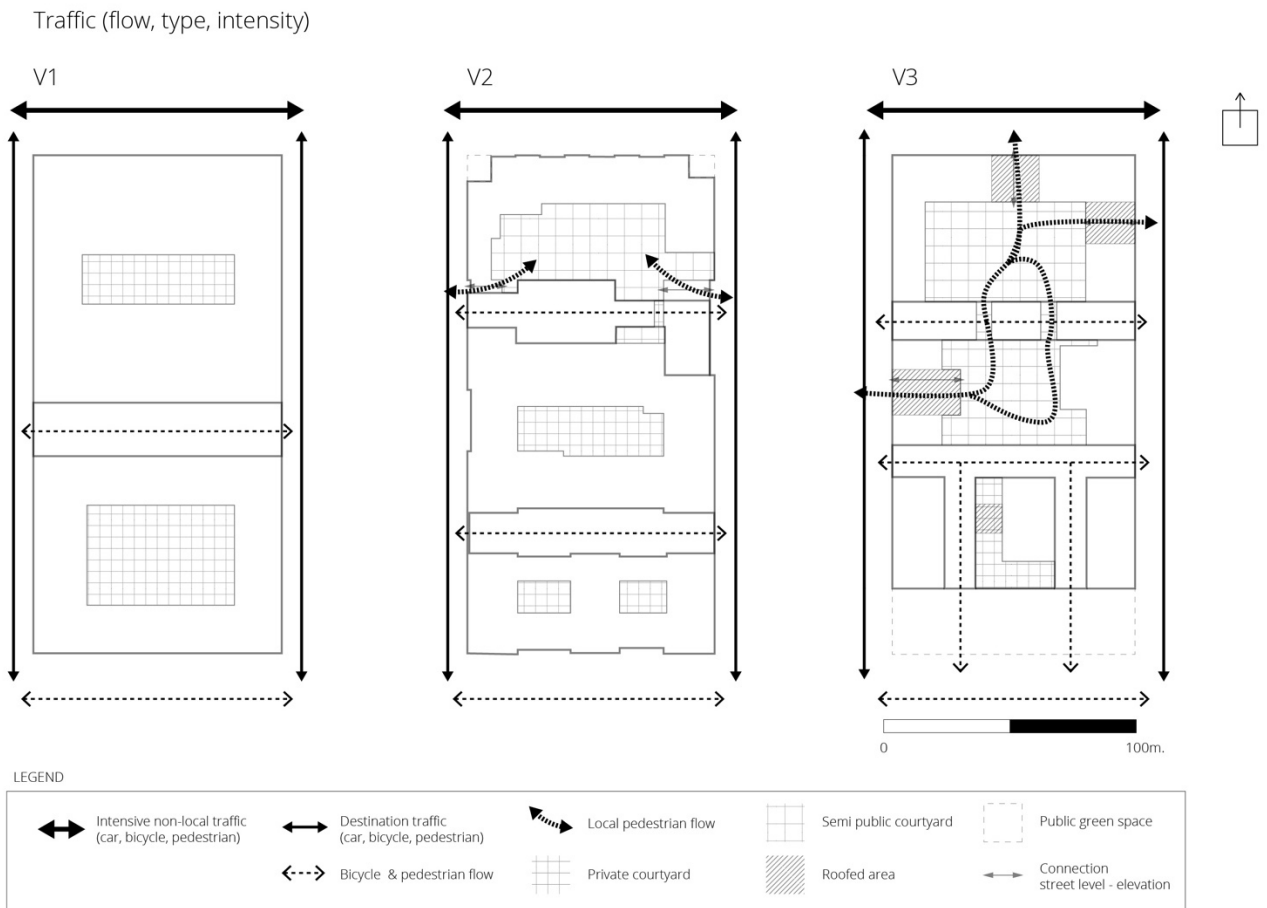 Traffic (flow, type, intensity)
V1
V2
V3
0
100m.
LEGEND
Intensive non-local traffic
(car, bicycle, pedestrian)
Destination traffic
(car, bicycle, pedestrian)
Local pedestrian flow
Semi public courtyard
Public green space
Bicycle & pedestrian flow
Private courtyard
Roofed area
Connection
street level - elevation